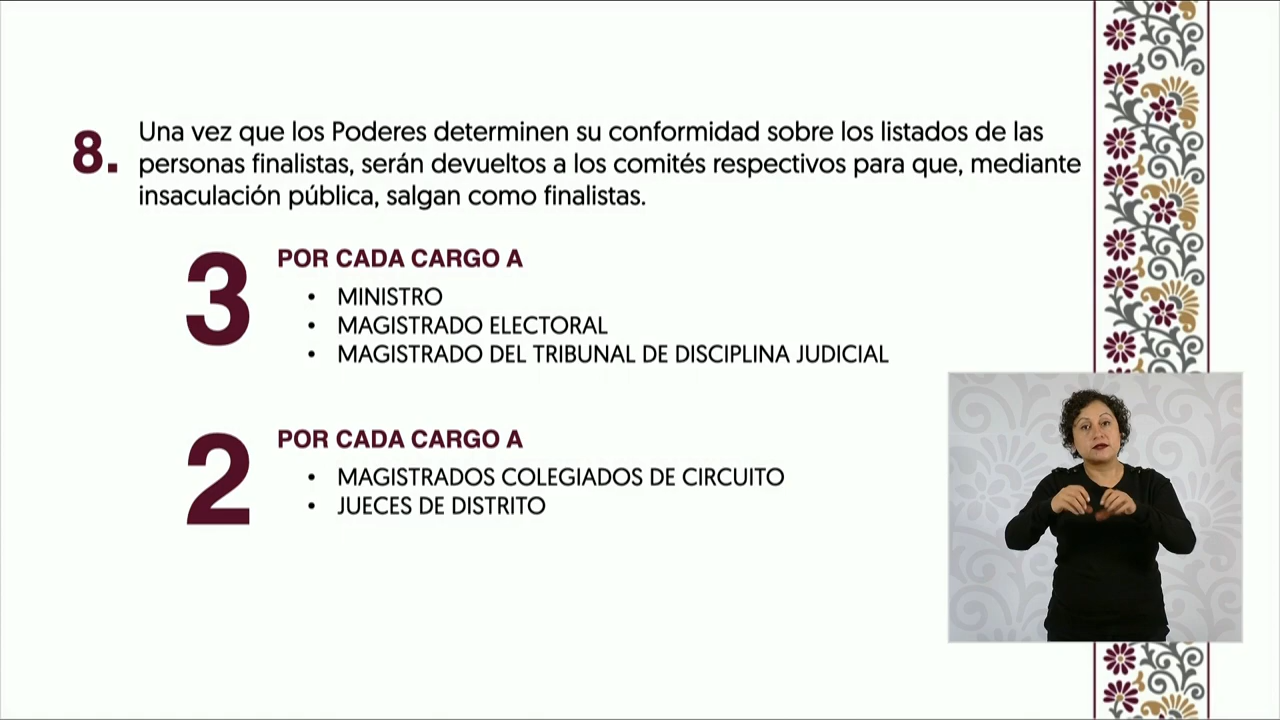 8.
Una vez que los Poderes determinen su conformidad sobre los listados de las
personas finalistas, serán devueltos a los comités respectivos para que, mediante
insaculación pública, salgan como finalistas.
3
POR CADA CARGO A
• MINISTRO
• MAGISTRADO ELECTORAL
• MAGISTRADO DEL TRIBUNAL DE DISCIPLINA JUDICIAL
2
POR CADA CARGO A
• MAGISTRADOS COLEGIADOS DE CIRCUITO
• JUECES DE DISTRITO